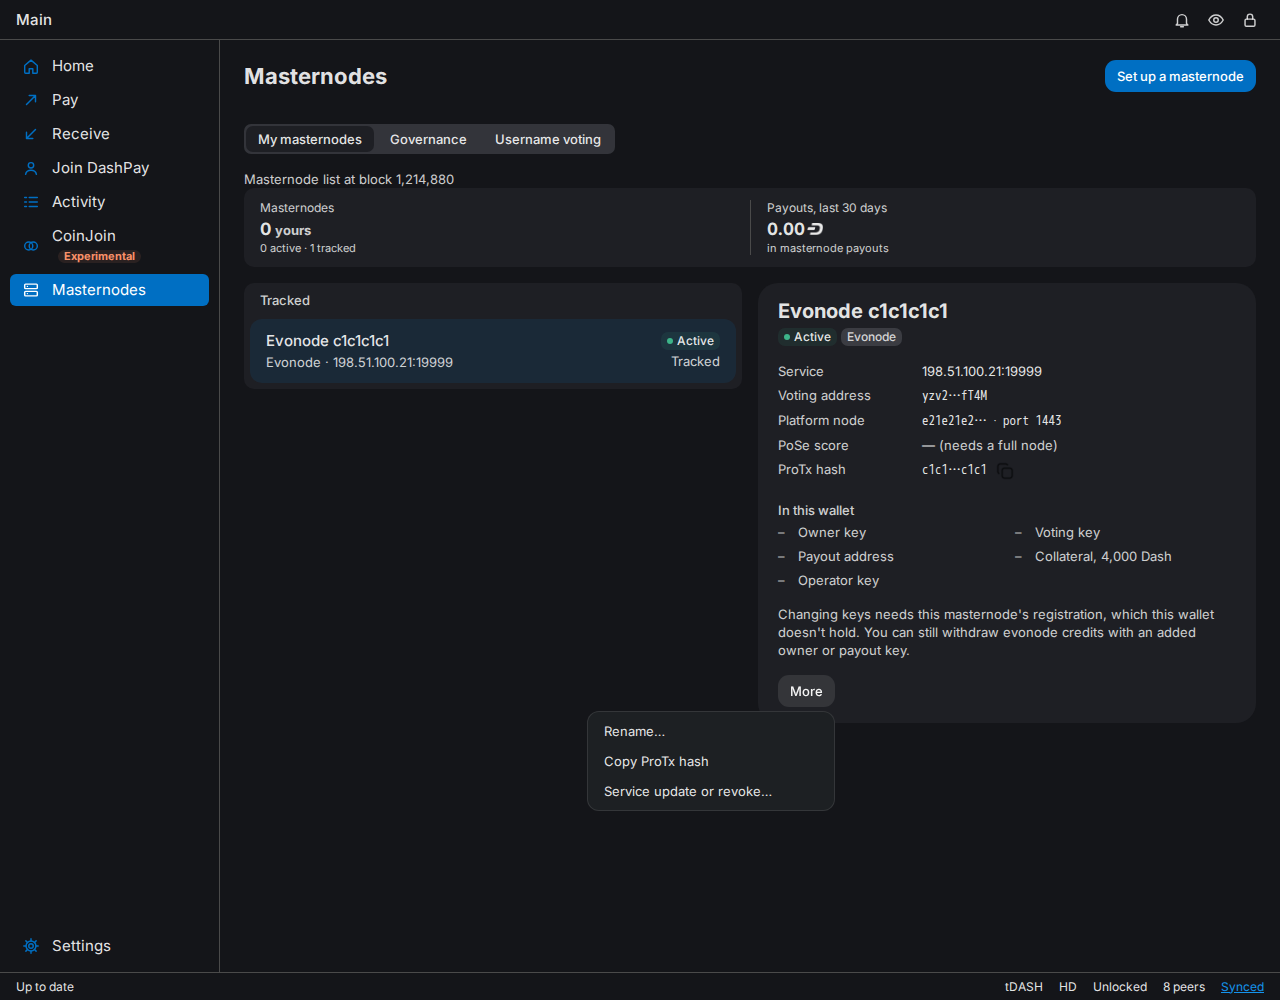 Main
Home
Pay
Receive
Join DashPay
Activity
CoinJoin
Experimental
Masternodes
Settings
Masternodes
Set up a masternode
My masternodes
Governance
Username voting
Masternode list at block 1,214,880
Masternodes
0 yours
0 active · 1 tracked
Payouts, last 30 days
0.00
in masternode payouts
Tracked
Evonode c1c1c1c1
Active
Evonode · 198.51.100.21:19999
Tracked
Evonode c1c1c1c1
Active
Evonode
Service 198.51.100.21:19999
Voting address yzv2⋯fT4M
Platform node e21e21e2⋯ · port 1443
PoSe score — (needs a full node)
ProTx hash c1c1⋯c1c1
In this wallet
– Owner key
– Voting key
– Payout address
– Collateral, 4,000 Dash
– Operator key
Changing keys needs this masternode's registration, which this wallet
doesn't hold. You can still withdraw evonode credits with an added
owner or payout key.
More
Rename...
Copy ProTx hash
Service update or revoke...
Up to date
tDASH
HD
Unlocked
8 peers
Synced